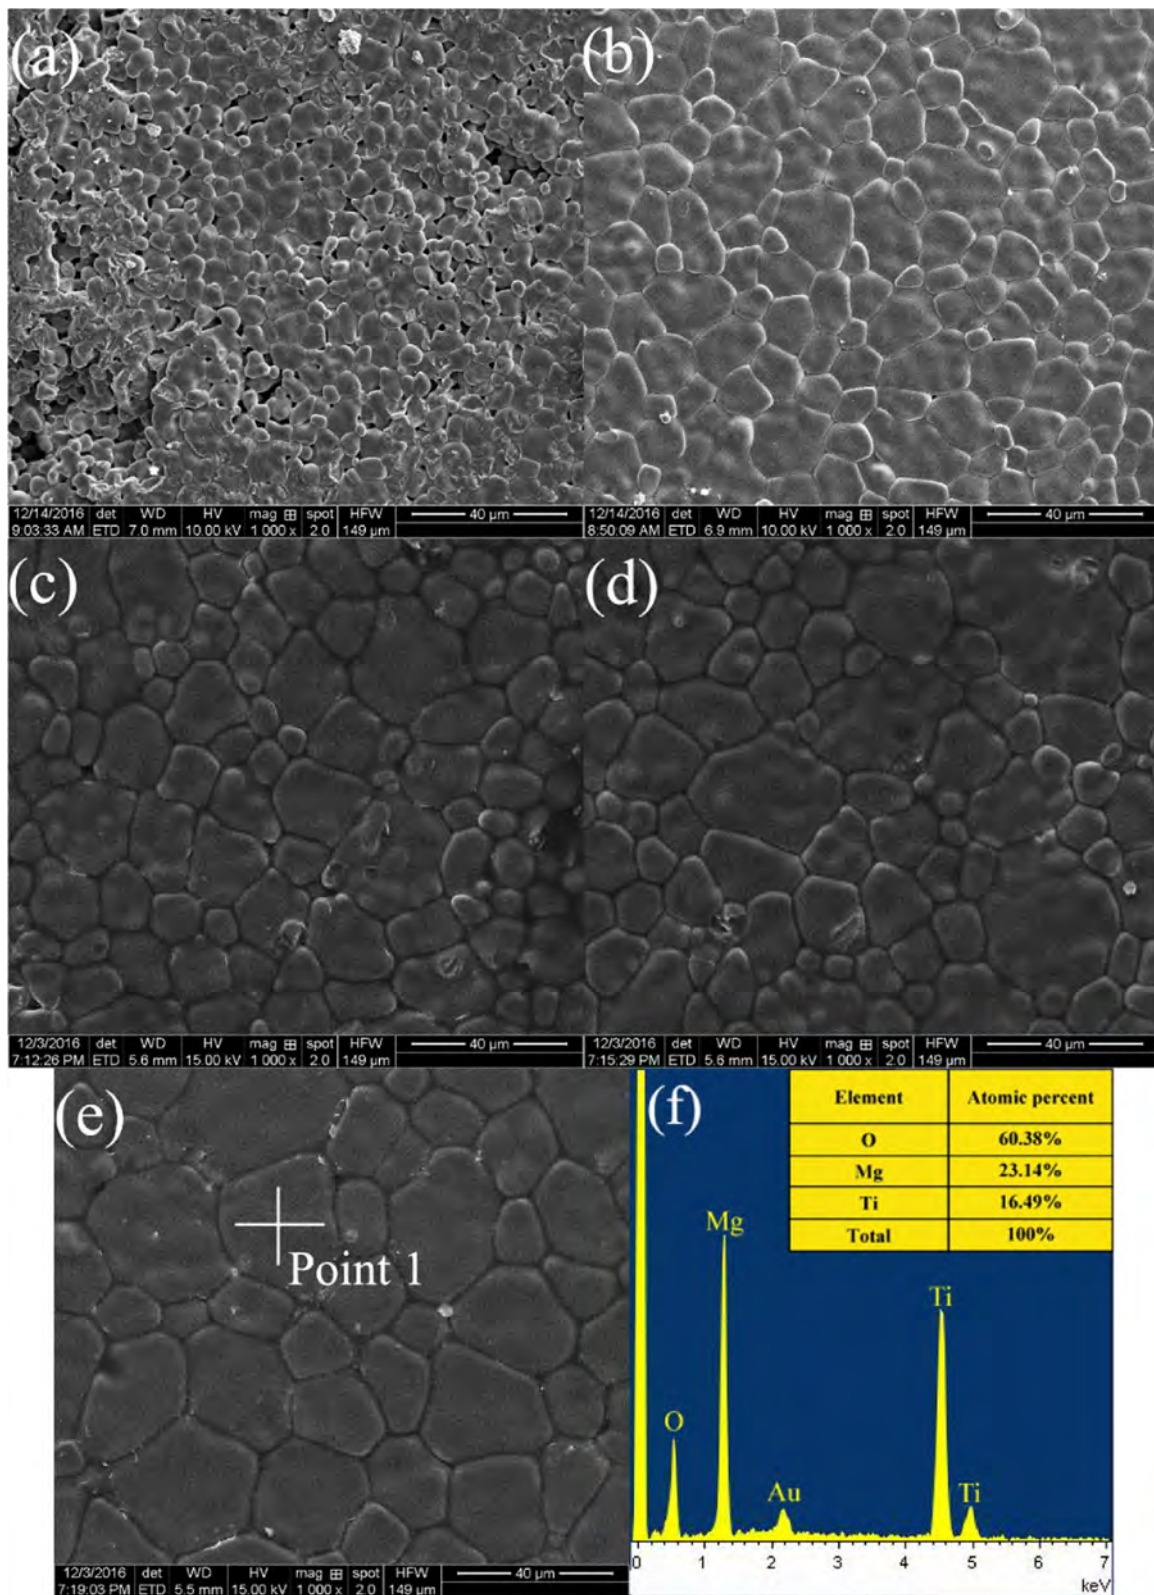 (a)
(b)
12/14/2016 det WD HV mag ⊞ spot HFW 40 µm
9:03:33 AM ETD 7.0 mm 10.00 kV 1 000 x 2.0 149 µm
12/14/2016 det WD HV mag ⊞ spot HFW 40 µm
8:50:09 AM ETD 6.9 mm 10.00 kV 1 000 x 2.0 149 µm
(c)
(d)
12/3/2016 det WD HV mag ⊞ spot HFW 40 µm
7:12:26 PM ETD 5.6 mm 15.00 kV 1 000 x 2.0 149 µm
12/3/2016 det WD HV mag ⊞ spot HFW 40 µm
7:15:29 PM ETD 5.6 mm 15.00 kV 1 000 x 2.0 149 µm
(e)
Point 1
12/3/2016 det WD HV mag ⊞ spot HFW 40 µm
7:19:03 PM ETD 5.5 mm 15.00 kV 1 000 x 2.0 149 µm
(f)
Element Atomic percent
O 60.38%
Mg 23.14%
Ti 16.49%
Total 100%
Mg
Ti
O
Au
Ti
0 1 2 3 4 5 6 7
keV